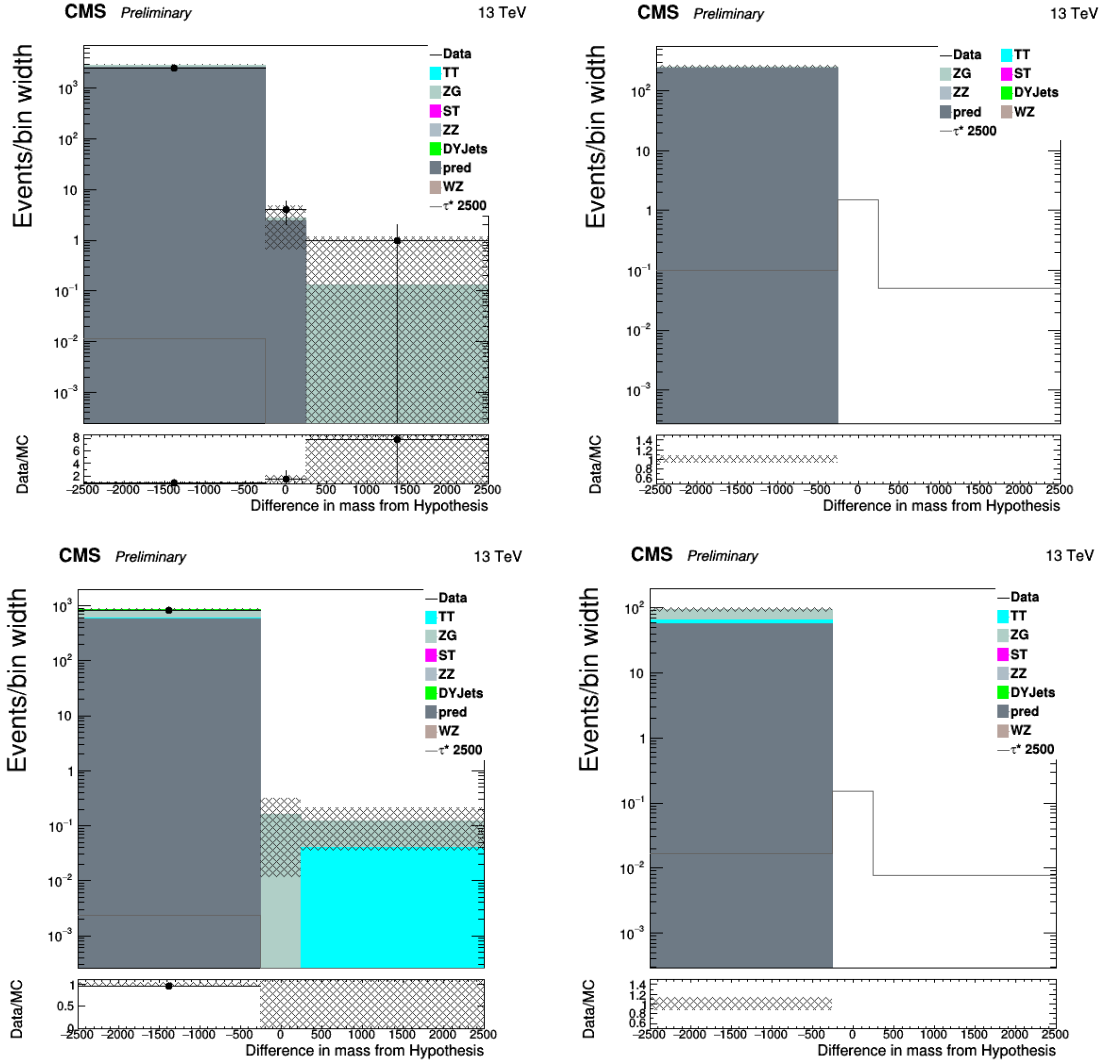 CMS Preliminary 13 TeV
Events/bin width
10³
10²
10
1
10⁻¹
10⁻²
10⁻³
Data
TT
ZG
ST
ZZ
DYJets
pred
WZ
τ* 2500
Data/MC
8
6
4
2
−2500 −2000 −1500 −1000 −500 0 500 1000 1500 2000 2500
Difference in mass from Hypothesis
CMS Preliminary 13 TeV
Events/bin width
10²
10
1
10⁻¹
10⁻²
10⁻³
Data TT
ZG ST
ZZ DYJets
pred WZ
τ* 2500
Data/MC
1.4
1.2
1
0.8
0.6
−2500 −2000 −1500 −1000 −500 0 500 1000 1500 2000 2500
Difference in mass from Hypothesis
CMS Preliminary 13 TeV
Events/bin width
10³
10²
10
1
10⁻¹
10⁻²
10⁻³
Data
TT
ZG
ST
ZZ
DYJets
pred
WZ
τ* 2500
Data/MC
1
0.5
0
−2500 −2000 −1500 −1000 −500 0 500 1000 1500 2000 2500
Difference in mass from Hypothesis
CMS Preliminary 13 TeV
Events/bin width
10²
10
1
10⁻¹
10⁻²
10⁻³
Data
TT
ZG
ST
ZZ
DYJets
pred
WZ
τ* 2500
Data/MC
1.4
1.2
1
0.8
0.6
−2500 −2000 −1500 −1000 −500 0 500 1000 1500 2000 2500
Difference in mass from Hypothesis